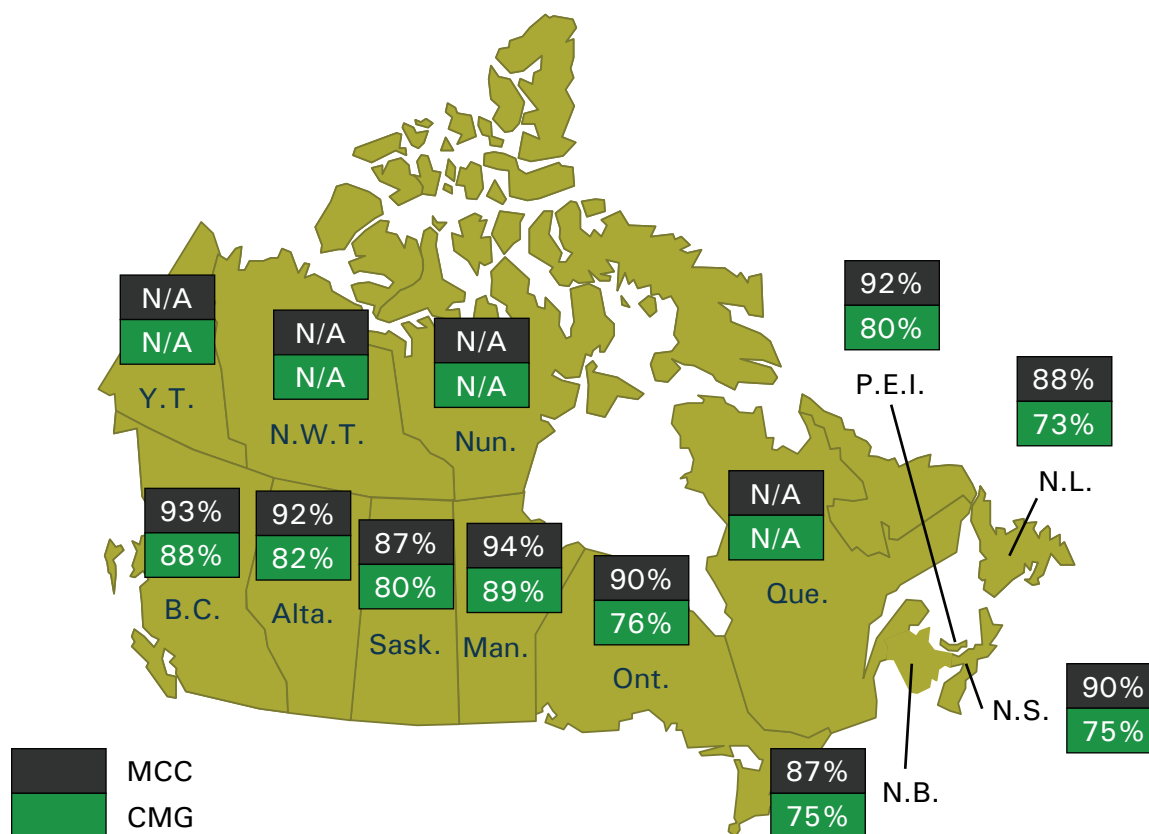 N/A
N/A
Y.T.
N/A
N/A
N.W.T.
N/A
N/A
Nun.
92%
80%
P.E.I.
88%
73%
N.L.
93%
88%
B.C.
92%
82%
Alta.
87%
80%
Sask.
94%
89%
Man.
90%
76%
Ont.
N/A
N/A
Que.
90%
75%
N.S.
87%
75%
N.B.
MCC
CMG